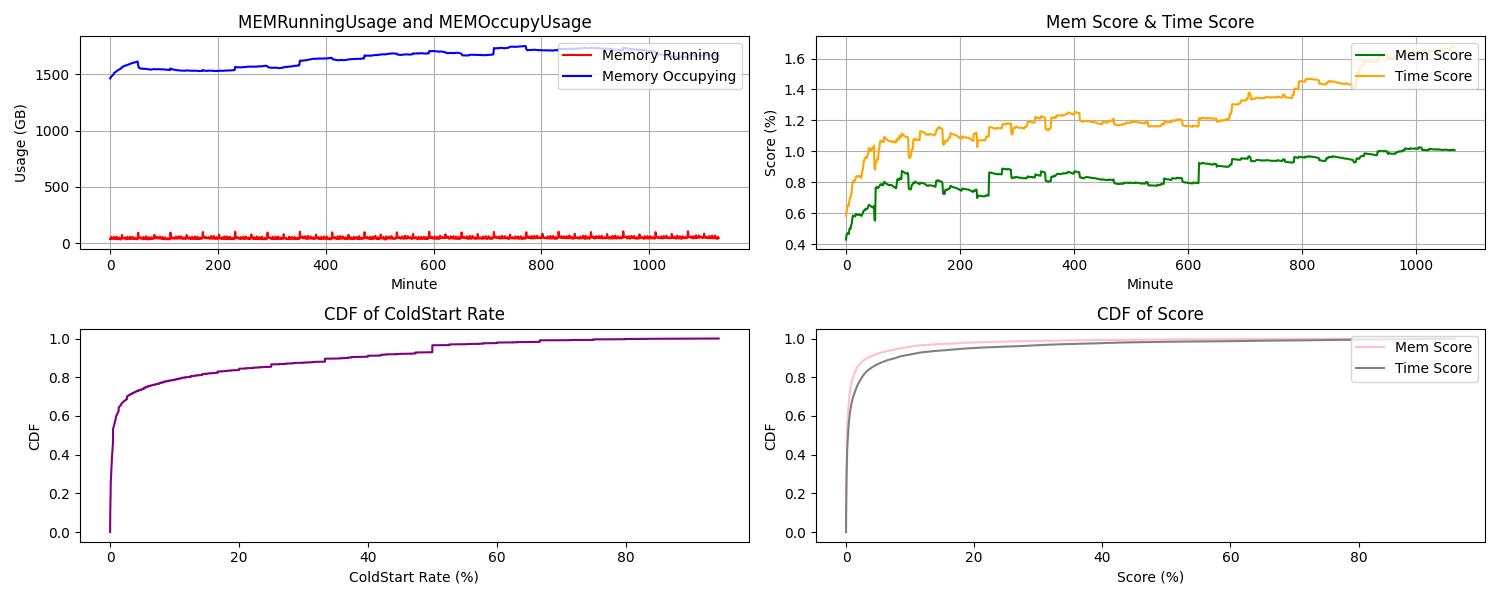 MEMRunningUsage and MEMOccupyUsage
Usage (GB)
1500
1000
500
0
Memory Running
Memory Occupying
0 200 400 600 800 1000
Minute
Mem Score & Time Score
Score (%)
1.6
1.4
1.2
1.0
0.8
0.6
0.4
Mem Score
Time Score
0 200 400 600 800 1000
Minute
CDF of ColdStart Rate
CDF
1.0
0.8
0.6
0.4
0.2
0.0
0 20 40 60 80
ColdStart Rate (%)
CDF of Score
CDF
1.0
0.8
0.6
0.4
0.2
0.0
Mem Score
Time Score
0 20 40 60 80
Score (%)